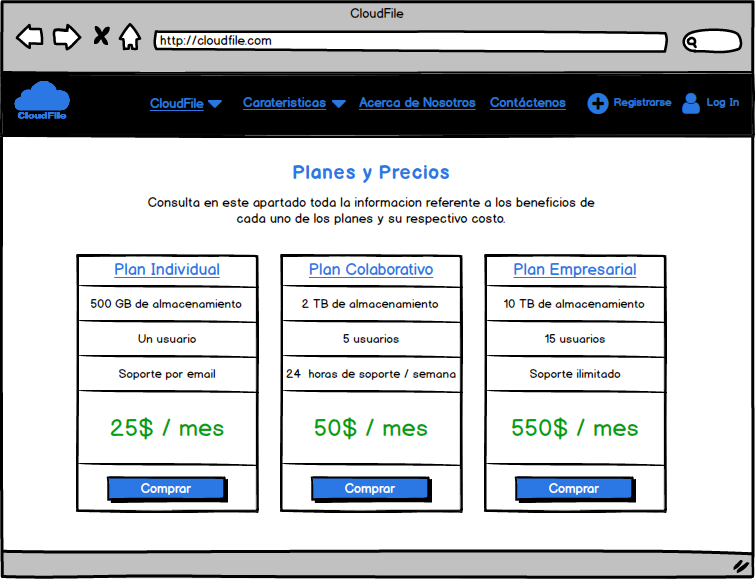 CloudFile
http://cloudfile.com
CloudFile
CloudFile
Carateristicas
Acerca de Nosotros
Contáctenos
Registrarse
Log In
Planes y Precios
Consulta en este apartado toda la informacion referente a los beneficios de
cada uno de los planes y su respectivo costo.
Plan Individual
500 GB de almacenamiento
Un usuario
Soporte por email
25$ / mes
Comprar
Plan Colaborativo
2 TB de almacenamiento
5 usuarios
24 horas de soporte / semana
50$ / mes
Comprar
Plan Empresarial
10 TB de almacenamiento
15 usuarios
Soporte ilimitado
550$ / mes
Comprar